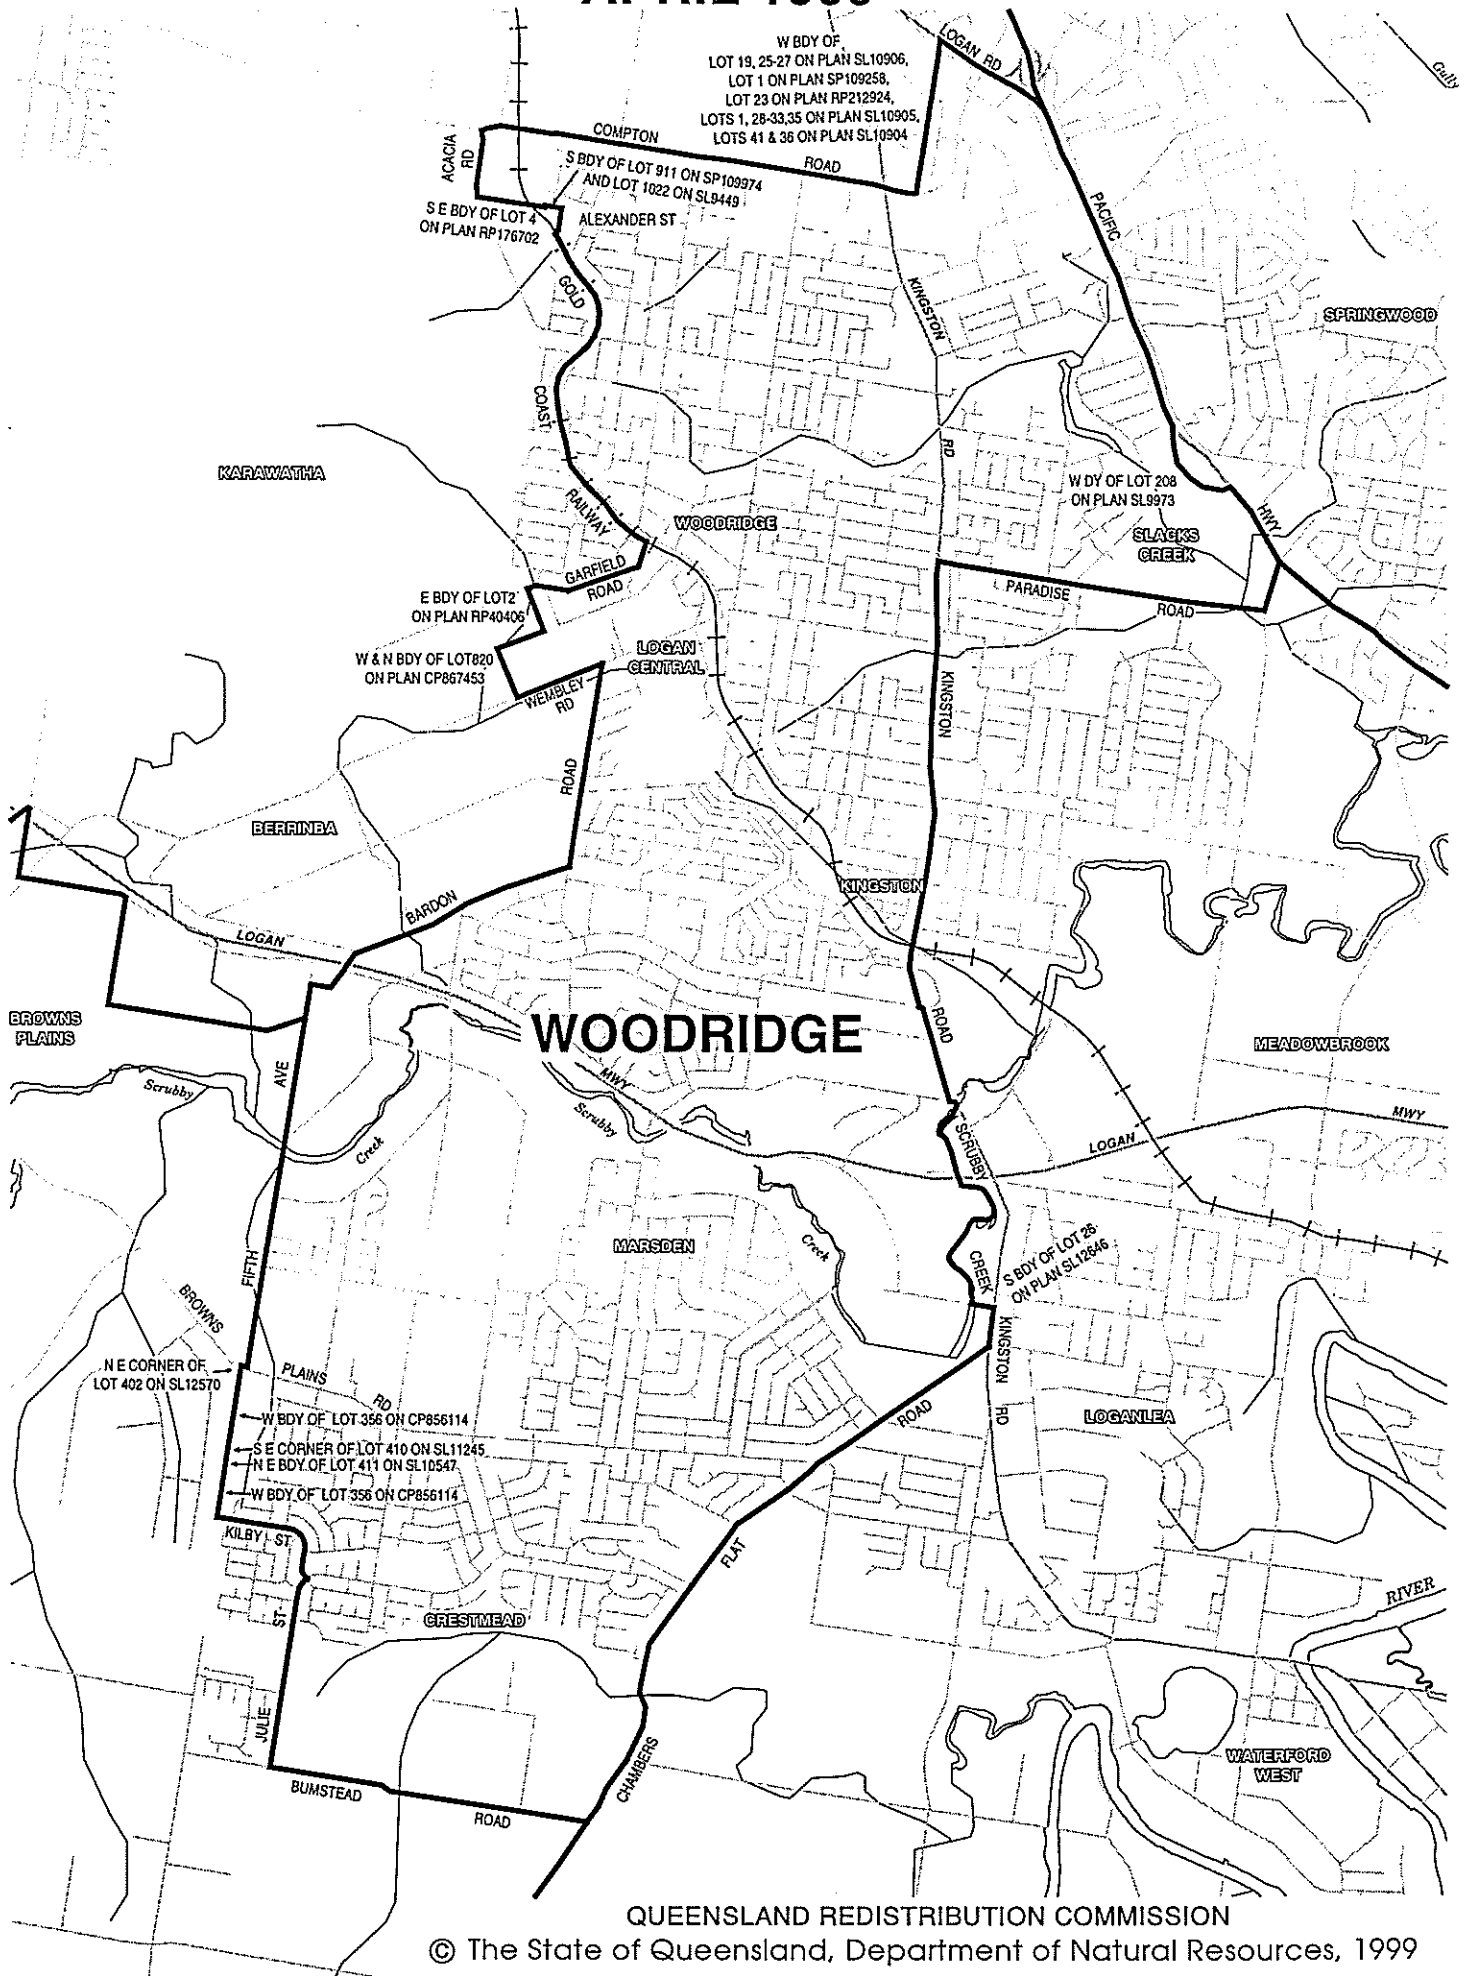 W BDY OF
LOT 19, 25-27 ON PLAN SL10906,
LOT 1 ON PLAN SP109258,
LOT 23 ON PLAN RP212924,
LOTS 1, 28-33,35 ON PLAN SL10905,
LOTS 41 & 36 ON PLAN SL10904
LOGAN RD
Gully
ACACIA
RD
COMPTON
ROAD
S BDY OF LOT 911 ON SP109974
AND LOT 1022 ON SL9449
S E BDY OF LOT 4
ON PLAN RP176702
ALEXANDER ST
PACIFIC
GOLD
KINGSTON
SPRINGWOOD
COAST
RD
KARAWATHA
W DY OF LOT 208
ON PLAN SL9973
RAILWAY
WOODRIDGE
HWY
SLACKS
CREEK
GARFIELD
ROAD
PARADISE
ROAD
E BDY OF LOT2
ON PLAN RP40406
W & N BDY OF LOT820
ON PLAN CP867453
LOGAN
CENTRAL
WEMBLEY
RD
KINGSTON
ROAD
BERRINBA
KINGSTON
BARDON
LOGAN
BROWNS
PLAINS
WOODRIDGE
ROAD
MEADOWBROOK
AVE
Scrubby
MWY
Scrubby
Creek
SCRUBBY
LOGAN
MWY
MARSDEN
Creek
CREEK
S BDY OF LOT 26
ON PLAN SL12646
FIFTH
BROWNS
KINGSTON
RD
N E CORNER OF
LOT 402 ON SL12570
PLAINS
RD
W BDY OF LOT 356 ON CP856114
S E CORNER OF LOT 410 ON SL11245
N E BDY OF LOT 411 ON SL10547
W BDY OF LOT 356 ON CP856114
ROAD
LOGANLEA
KILBY ST
FLAT
RIVER
ST
CRESTMEAD
JULIE
CHAMBERS
WATERFORD
WEST
BUMSTEAD
ROAD
QUEENSLAND REDISTRIBUTION COMMISSION
© The State of Queensland, Department of Natural Resources, 1999